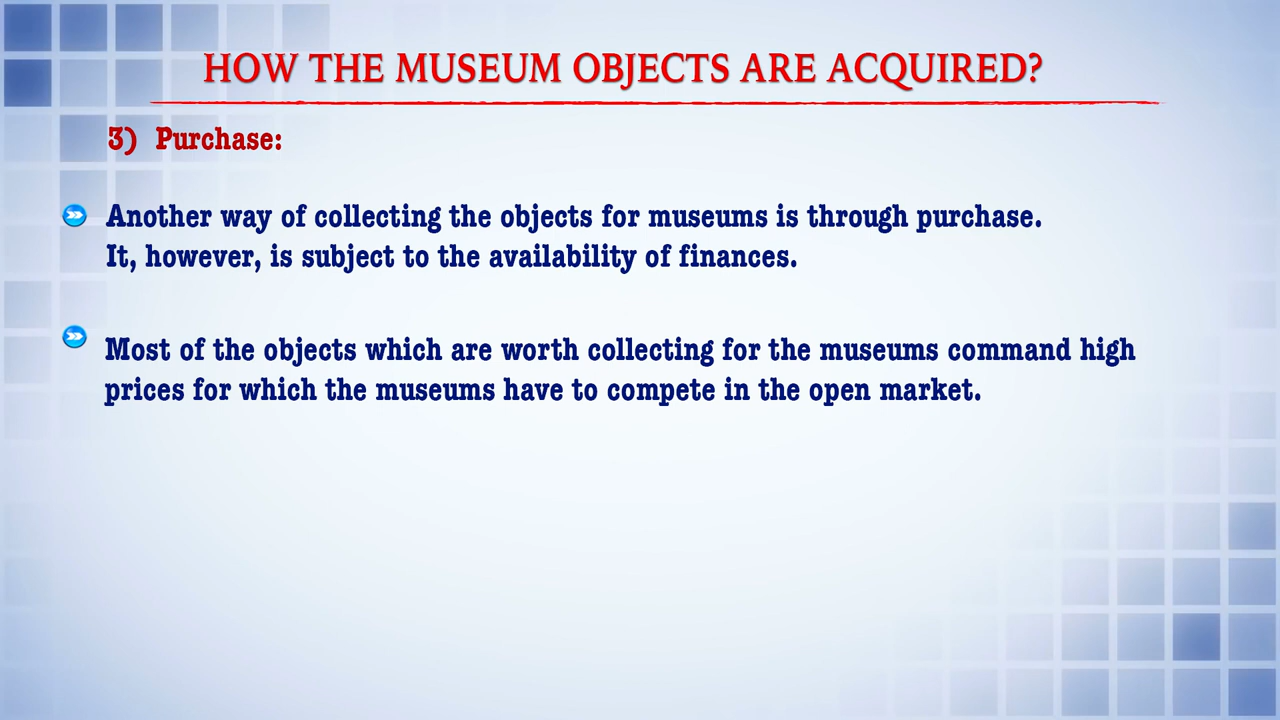 HOW THE MUSEUM OBJECTS ARE ACQUIRED?
3) Purchase:
Another way of collecting the objects for museums is through purchase.
It, however, is subject to the availability of finances.
Most of the objects which are worth collecting for the museums command high
prices for which the museums have to compete in the open market.